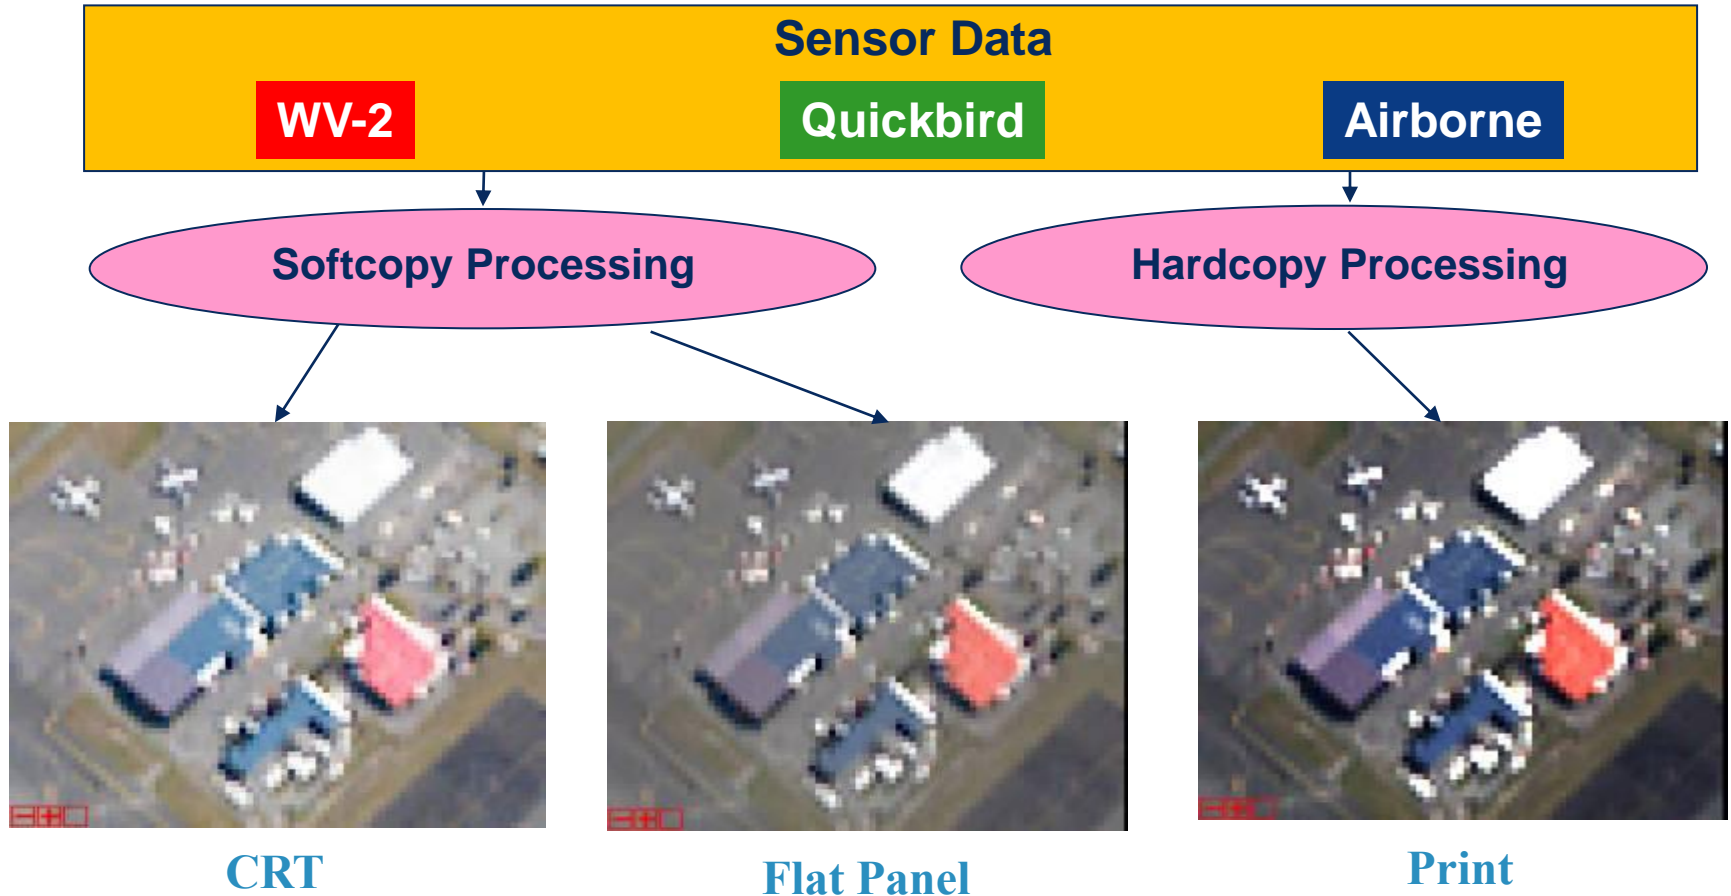 Sensor Data
WV-2 Quickbird Airborne
Softcopy Processing Hardcopy Processing
CRT Flat Panel Print